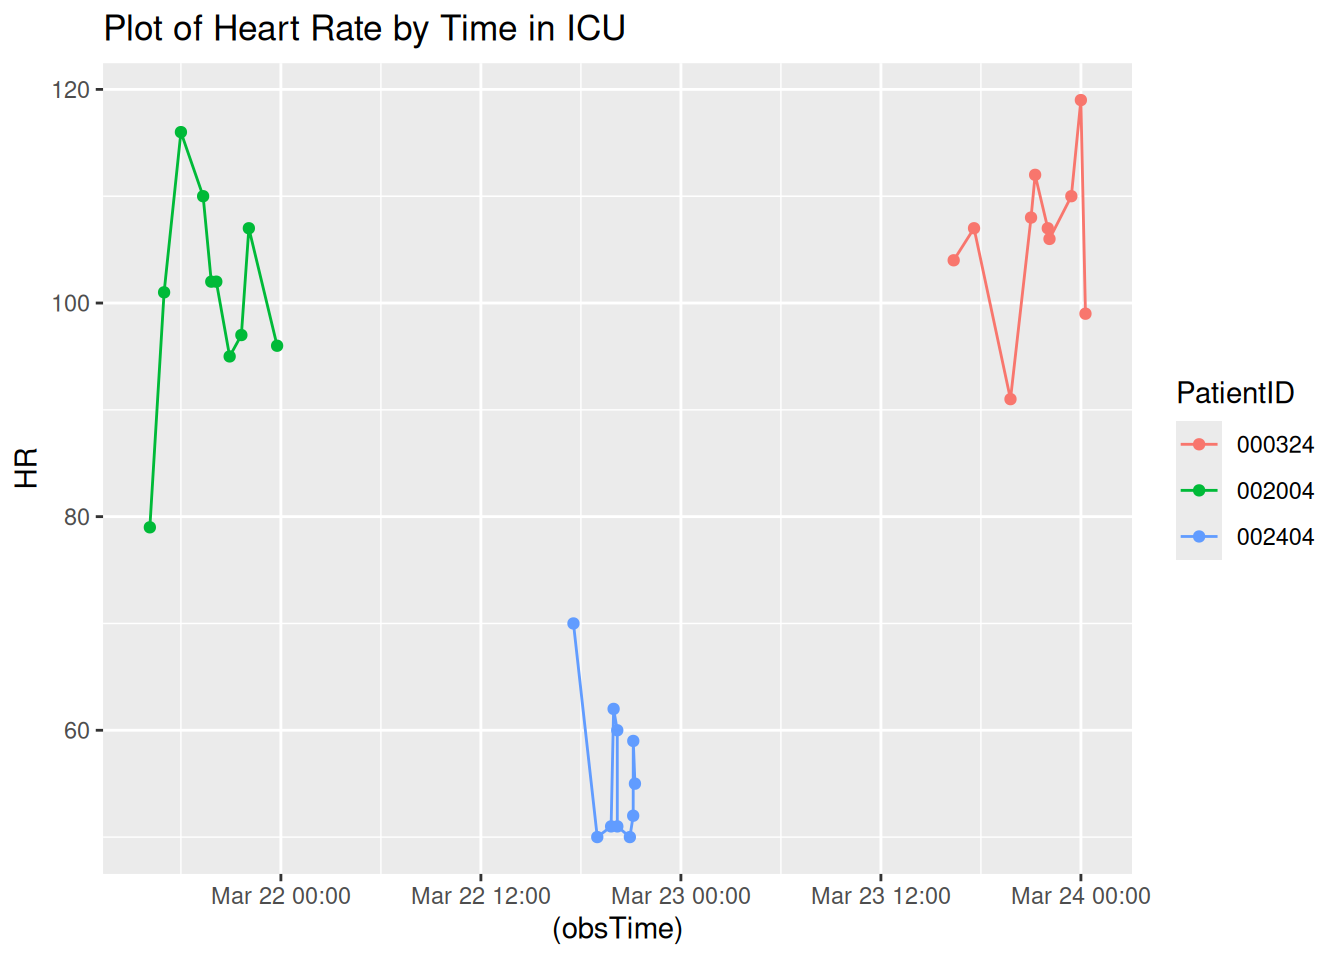 Plot of Heart Rate by Time in ICU
120
100
80
60
HR
Mar 22 00:00 Mar 22 12:00 Mar 23 00:00 Mar 23 12:00 Mar 24 00:00
(obsTime)
PatientID
000324
002004
002404